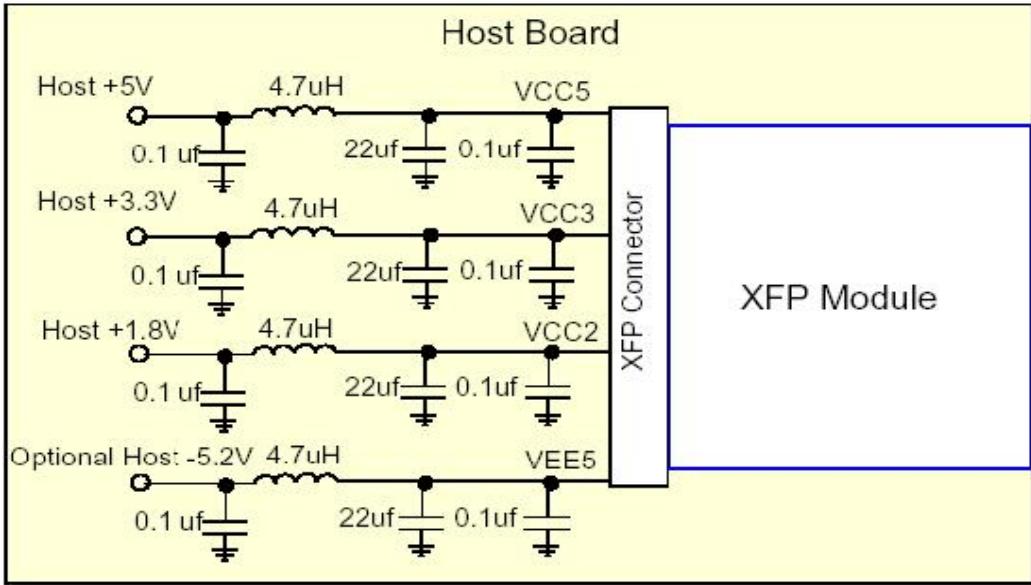 Host Board
Host +5V
4.7uH
VCC5
0.1 uf
22uf
0.1uf
Host +3.3V
4.7uH
VCC3
0.1 uf
22uf
0.1uf
Host +1.8V
4.7uH
VCC2
0.1 uf
22uf
0.1uf
Optional Host -5.2V
4.7uH
VEE5
0.1 uf
22uf
0.1uf
XFP Connector
XFP Module